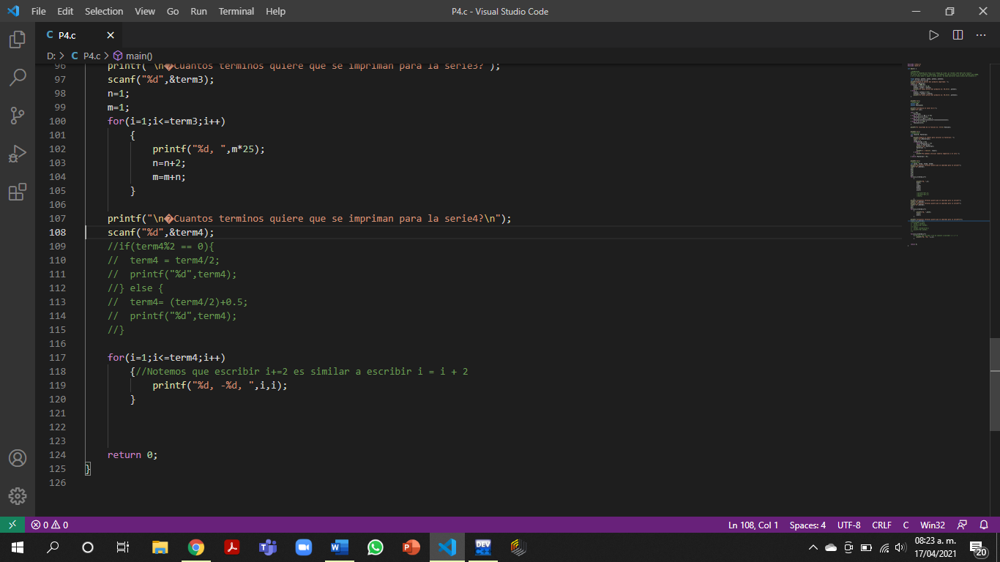 File Edit Selection View Go Run Terminal Help
P4.c - Visual Studio Code
C P4.c
D: > C P4.c > main()
96 printf("\n�Cuantos terminos quiere que se impriman para la serie3?");
97 scanf("%d",&term3);
98 n=1;
99 m=1;
100 for(i=1;i<=term3;i++)
101 {
102 printf("%d, ",m*25);
103 n=n+2;
104 m=m+n;
105 }
106
107 printf("\n�Cuantos terminos quiere que se impriman para la serie4?\n");
108 scanf("%d",&term4);
109 //if(term4%2 == 0){
110 //  term4 = term4/2;
111 //  printf("%d",term4);
112 //} else {
113 //  term4= (term4/2)+0.5;
114 //  printf("%d",term4);
115 //}
116
117 for(i=1;i<=term4;i++)
118 {//Notemos que escribir i+=2 es similar a escribir i = i + 2
119 printf("%d, -%d, ",i,i);
120 }
121
122
123
124 return 0;
125 }
126
0 0 Ln 108, Col 1 Spaces: 4 UTF-8 CRLF C Win32
DEV
08:23 a. m.
17/04/2021
20